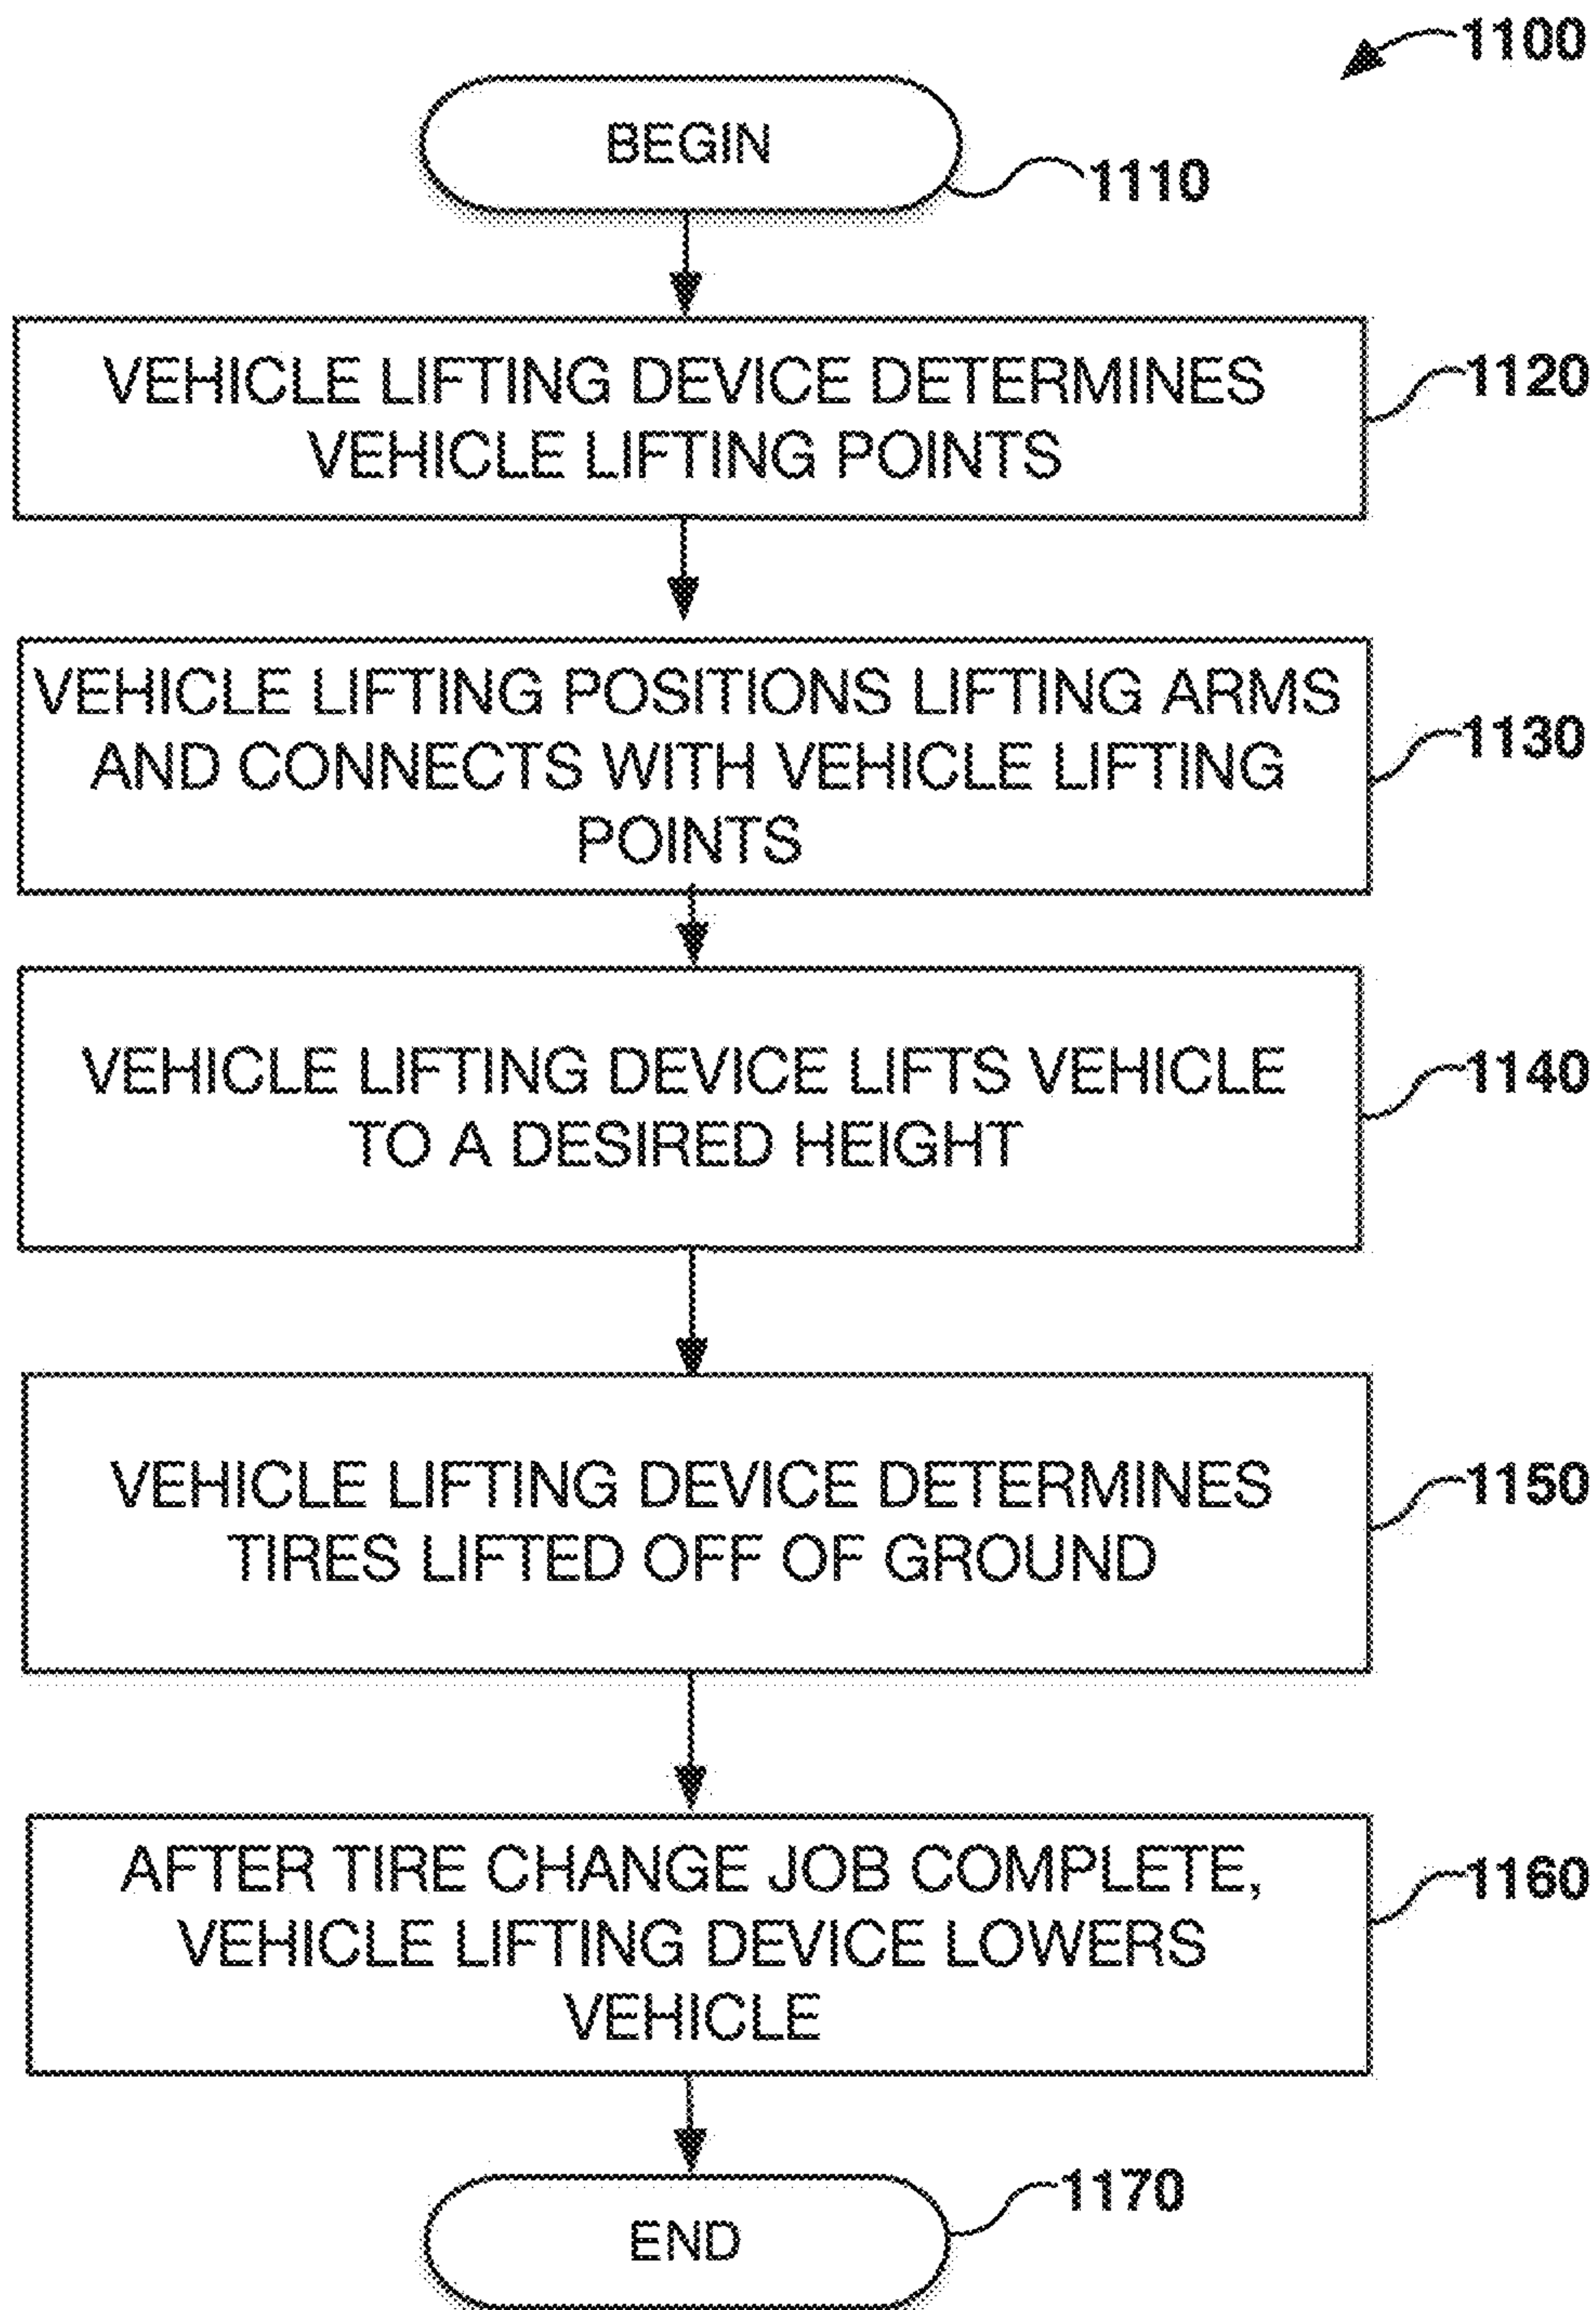 1100
BEGIN
1110
VEHICLE LIFTING DEVICE DETERMINES
VEHICLE LIFTING POINTS
1120
VEHICLE LIFTING POSITIONS LIFTING ARMS
AND CONNECTS WITH VEHICLE LIFTING
POINTS
1130
VEHICLE LIFTING DEVICE LIFTS VEHICLE
TO A DESIRED HEIGHT
1140
VEHICLE LIFTING DEVICE DETERMINES
TIRES LIFTED OFF OF GROUND
1150
AFTER TIRE CHANGE JOB COMPLETE,
VEHICLE LIFTING DEVICE LOWERS
VEHICLE
1160
END
1170